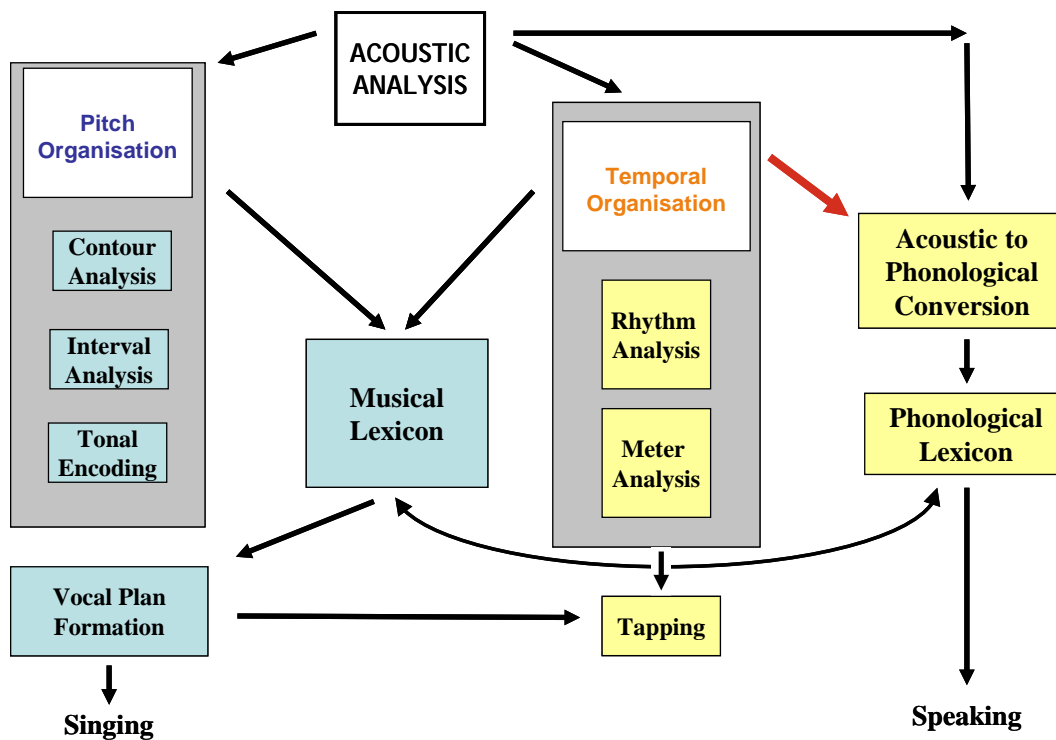 ACOUSTIC
ANALYSIS
Pitch
Organisation
Contour
Analysis
Interval
Analysis
Tonal
Encoding
Musical
Lexicon
Temporal
Organisation
Rhythm
Analysis
Meter
Analysis
Acoustic to
Phonological
Conversion
Phonological
Lexicon
Vocal Plan
Formation
Tapping
Singing
Speaking